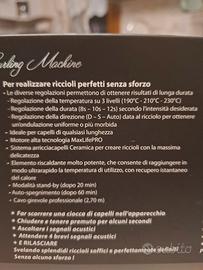 Curling Machine
Per realizzare riccioli perfetti senza sforzo
- Le diverse regolazioni permettono di ottenere risultati di lunga durata
- Regolazione della temperatura su 3 livelli (190°C - 210°C - 230°C)
- Regolazione della durata (8s - 10s - 12s) secondo l'intensità desiderata
- Regolazione della direzione (D – S – Auto) data al ricciolo per ottenere
un'ondulazione uniforme o più morbida
- Ideale per capelli di qualsiasi lunghezza
- Motore alta tecnologia MaxLifePRO
- Sistema arricciacapelli Ceramica per creare riccioli con la massima
delicatezza
- Elemento riscaldante molto potente, che consente di raggiungere in
modo ultrarapido la temperatura di utilizzo, con recupero istantaneo
del calore
- Modalità stand-by (dopo 20 min)
- Auto-spegnimento (dopo 60 min)
- Cavo girevole professionale (2,70 m)
Far scorrere una ciocca di capelli nell'apparecchio
Chiudere e tenere premuto per alcuni secondi
Ascoltare i segnali acustici
Attendere 4 brevi segnali acustici
E RILASCIARE
Svelando splendidi riccioli soffici e perfettamente definiti
Senza alcuno sforzo !
subito